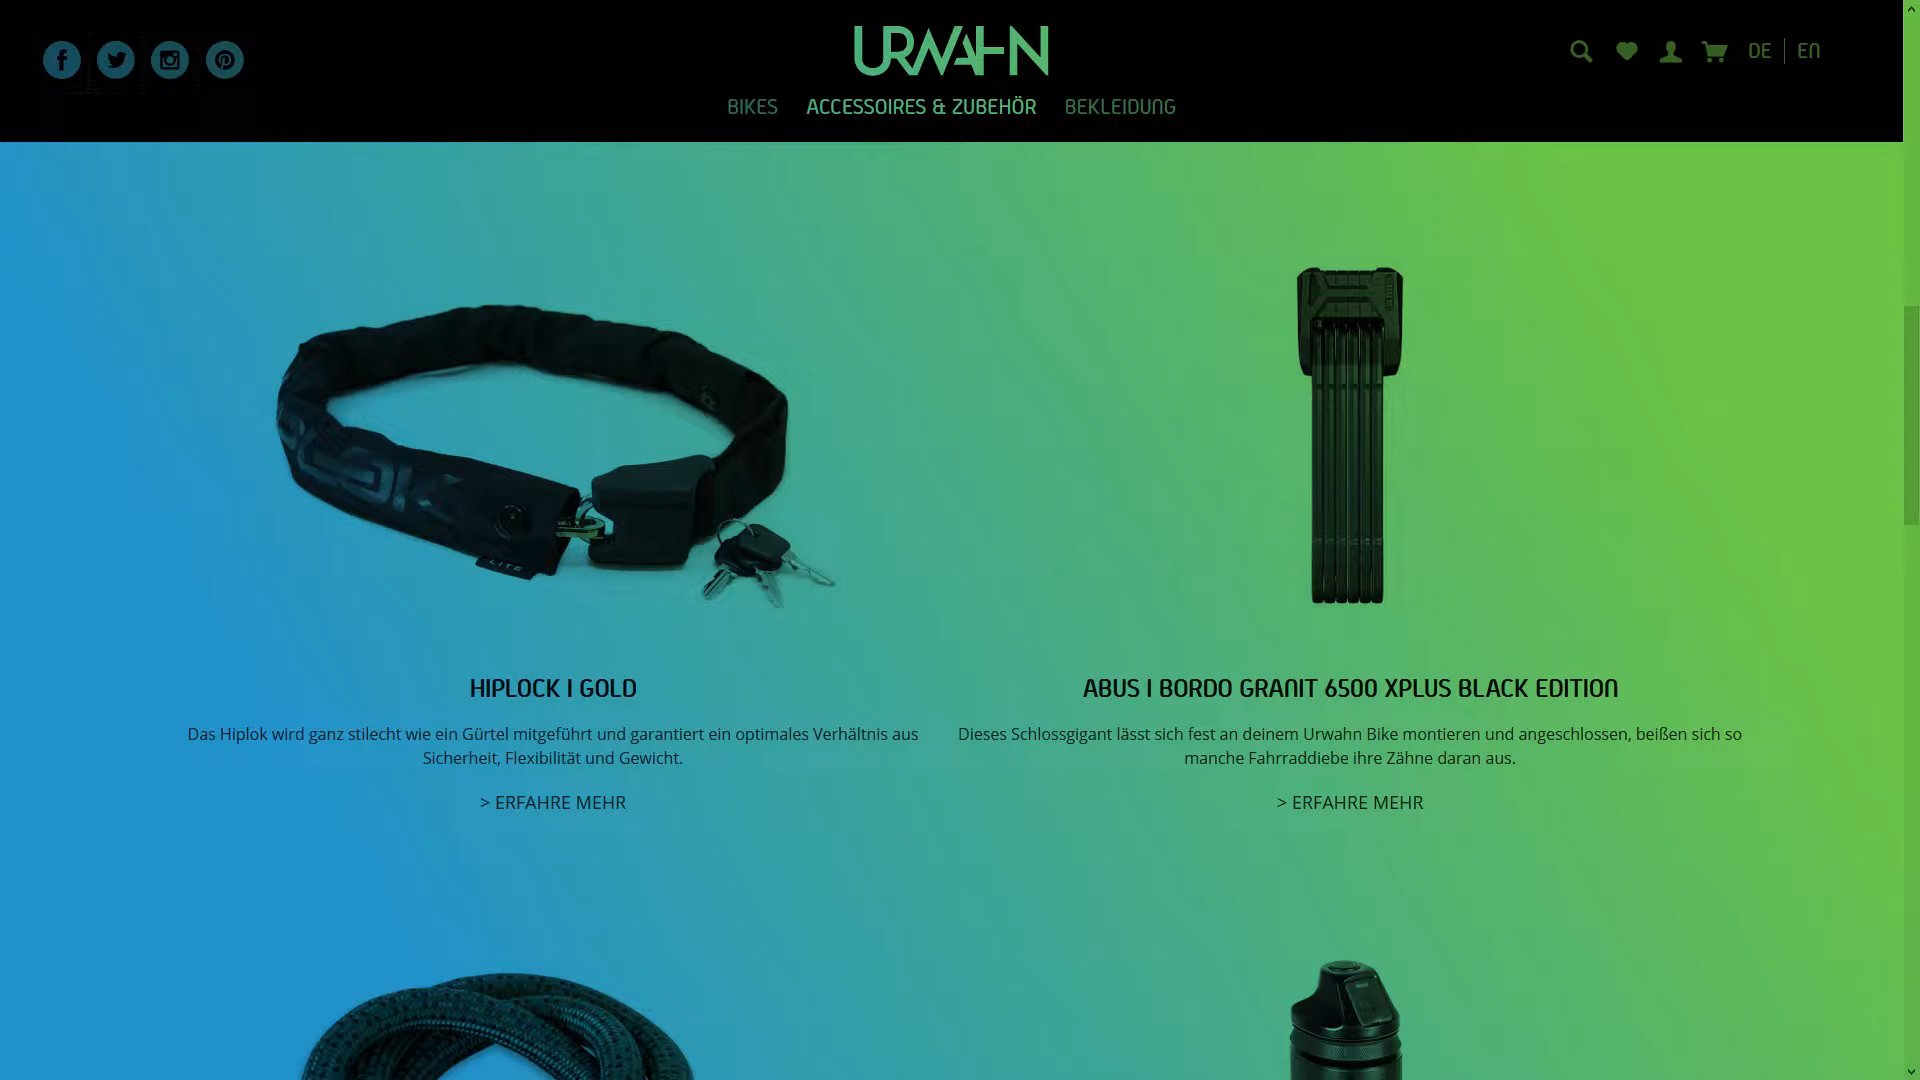 URWAHN
DE | EN
BIKES ACCESSOIRES & ZUBEHÖR BEKLEIDUNG
LITE
HIPLOCK I GOLD
Das Hiplok wird ganz stilecht wie ein Gürtel mitgeführt und garantiert ein optimales Verhältnis aus
Sicherheit, Flexibilität und Gewicht.
> ERFAHRE MEHR
ABUS I BORDO GRANIT 6500 XPLUS BLACK EDITION
Dieses Schlossgigant lässt sich fest an deinem Urwahn Bike montieren und angeschlossen, beißen sich so
manche Fahrraddiebe ihre Zähne daran aus.
> ERFAHRE MEHR